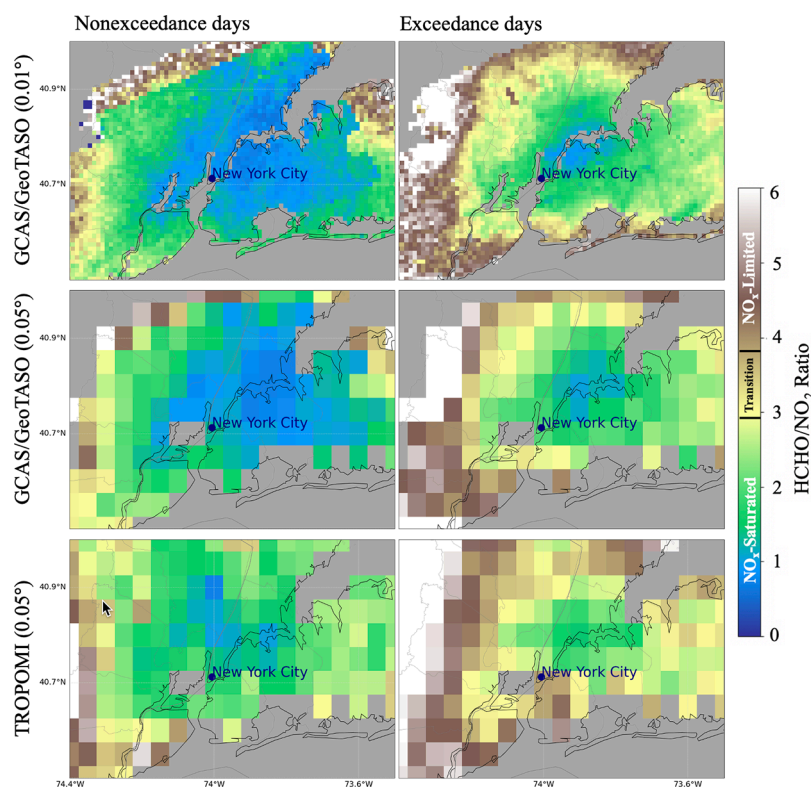 Nonexceedance days
Exceedance days
GCAS/GeoTASO (0.01°)
40.9°N
40.7°N
New York City
New York City
GCAS/GeoTASO (0.05°)
40.9°N
40.7°N
New York City
New York City
TROPOMI (0.05°)
40.9°N
40.7°N
New York City
New York City
74.4°W
74°W
73.6°W
74°W
73.6°W
6
5
4
3
2
1
0
NOx-Limited
Transition
NOx-Saturated
HCHO/NO2 Ratio